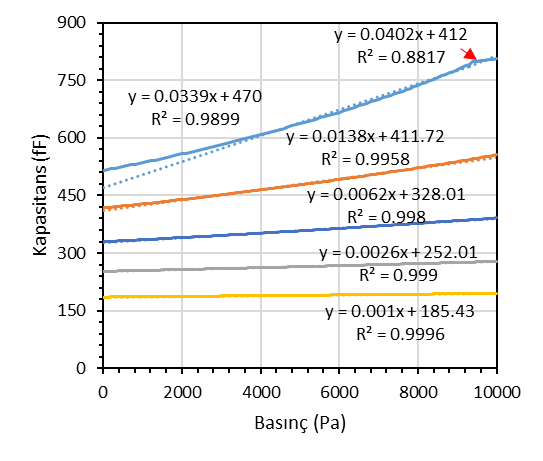 900
750
600
450
300
150
0
Kapasitans (fF)
y = 0.0402x + 412
R² = 0.8817
y = 0.0339x + 470
R² = 0.9899
y = 0.0138x + 411.72
R² = 0.9958
y = 0.0062x + 328.01
R² = 0.998
y = 0.0026x + 252.01
R² = 0.999
y = 0.001x + 185.43
R² = 0.9996
0 2000 4000 6000 8000 10000
Basınç (Pa)